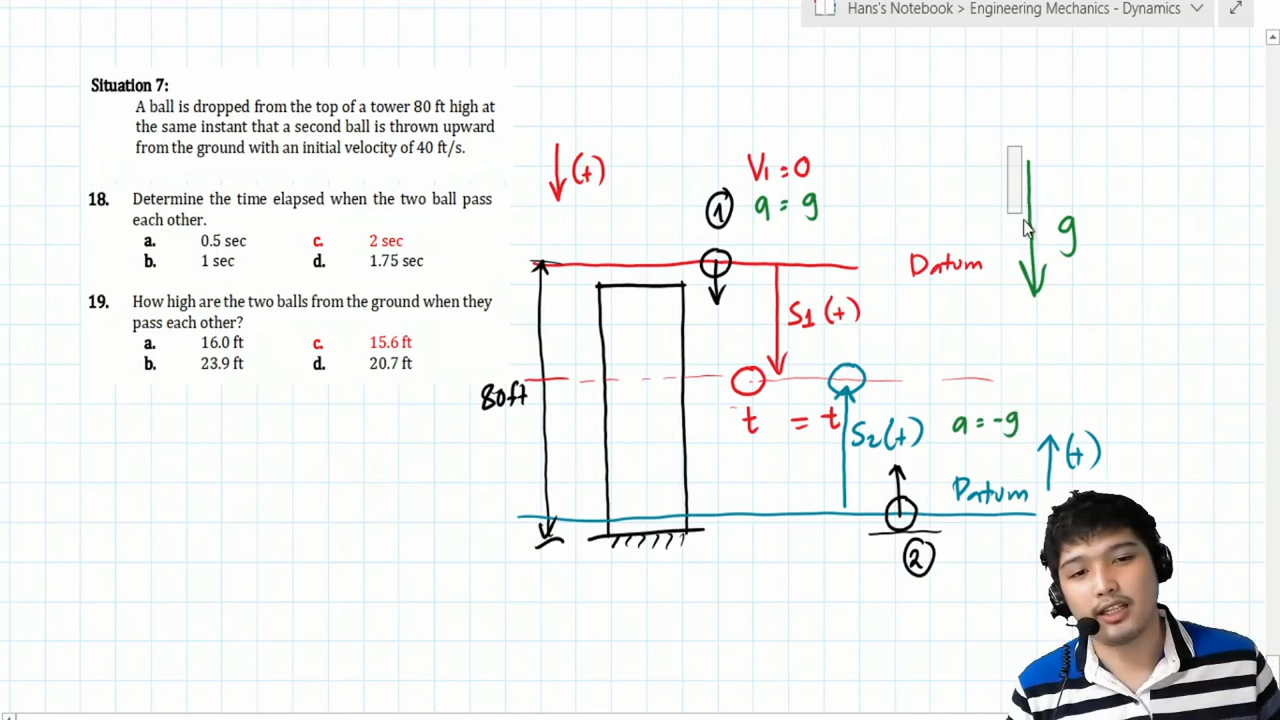 Hans's Notebook > Engineering Mechanics - Dynamics
Situation 7:
A ball is dropped from the top of a tower 80 ft high at
the same instant that a second ball is thrown upward
from the ground with an initial velocity of 40 ft/s.
18. Determine the time elapsed when the two ball pass
each other.
a. 0.5 sec c. 2 sec
b. 1 sec d. 1.75 sec
19. How high are the two balls from the ground when they
pass each other?
a. 16.0 ft c. 15.6 ft
b. 23.9 ft d. 20.7 ft
(+)
V1 = 0
1
a = g
g
Datum
S1 (+)
80ft
t = t
S2 (+)
a = -g
(+)
Datum
2